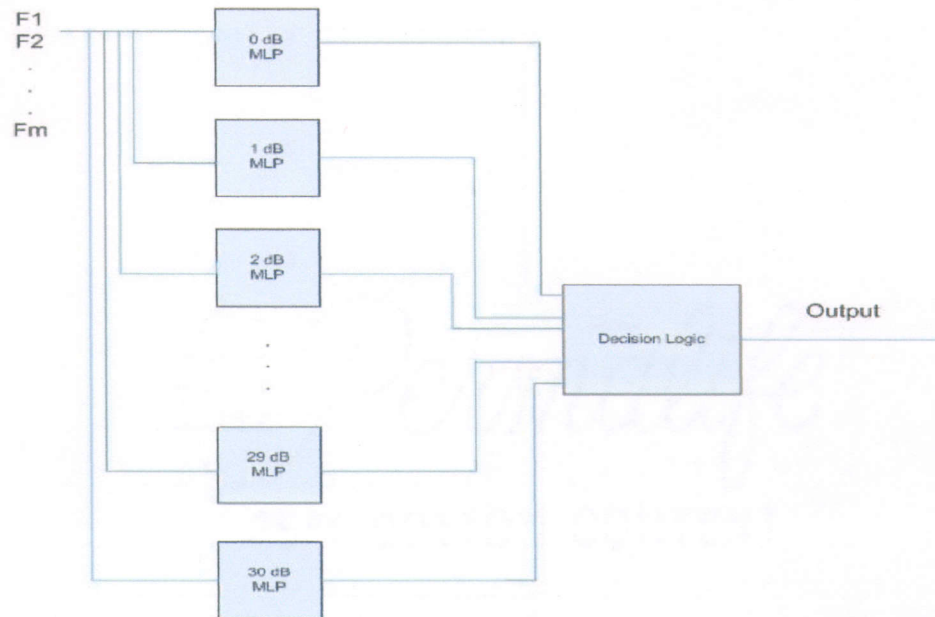 F1
F2
.
.
.
Fm
0 dB
MLP
1 dB
MLP
2 dB
MLP
.
.
.
29 dB
MLP
30 dB
MLP
Decision Logic
Output